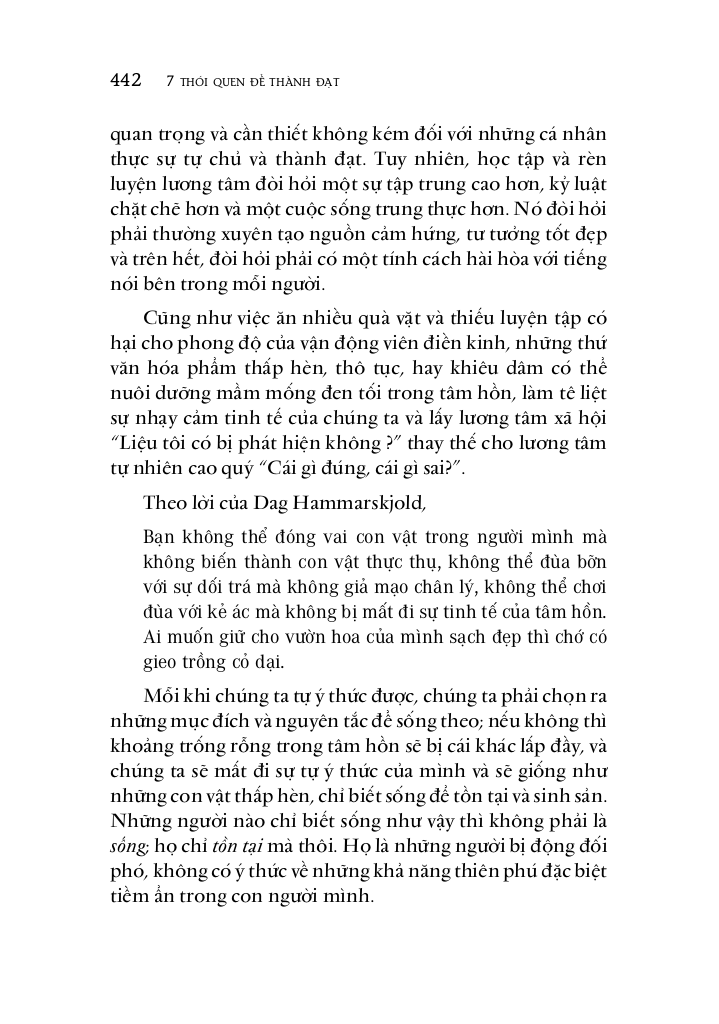 442 7 THÓI QUEN ĐỂ THÀNH ĐẠT
quan trọng và cần thiết không kém đối với những cá nhân
thực sự tự chủ và thành đạt. Tuy nhiên, học tập và rèn
luyện lương tâm đòi hỏi một sự tập trung cao hơn, kỷ luật
chặt chẽ hơn và một cuộc sống trung thực hơn. Nó đòi hỏi
phải thường xuyên tạo nguồn cảm hứng, tư tưởng tốt đẹp
và trên hết, đòi hỏi phải có một tính cách hài hòa với tiếng
nói bên trong mỗi người.
Cũng như việc ăn nhiều quà vặt và thiếu luyện tập có
hại cho phong độ của vận động viên điền kinh, những thứ
văn hóa phẩm thấp hèn, thô tục, hay khiêu dâm có thể
nuôi dưỡng mầm mống đen tối trong tâm hồn, làm tê liệt
sự nhạy cảm tinh tế của chúng ta và lấy lương tâm xã hội
“Liệu tôi có bị phát hiện không ?” thay thế cho lương tâm
tự nhiên cao quý “Cái gì đúng, cái gì sai?”.
Theo lời của Dag Hammarskjold,
Bạn không thể đóng vai con vật trong người mình mà
không biến thành con vật thực thụ, không thể đùa bỡn
với sự dối trá mà không giả mạo chân lý, không thể chơi
đùa với kẻ ác mà không bị mất đi sự tinh tế của tâm hồn.
Ai muốn giữ cho vườn hoa của mình sạch đẹp thì chớ có
gieo trồng cỏ dại.
Mỗi khi chúng ta tự ý thức được, chúng ta phải chọn ra
những mục đích và nguyên tắc để sống theo; nếu không thì
khoảng trống rỗng trong tâm hồn sẽ bị cái khác lấp đầy, và
chúng ta sẽ mất đi sự tự ý thức của mình và sẽ giống như
những con vật thấp hèn, chỉ biết sống để tồn tại và sinh sản.
Những người nào chỉ biết sống như vậy thì không phải là
sống; họ chỉ tồn tại mà thôi. Họ là những người bị động đối
phó, không có ý thức về những khả năng thiên phú đặc biệt
tiềm ẩn trong con người mình.